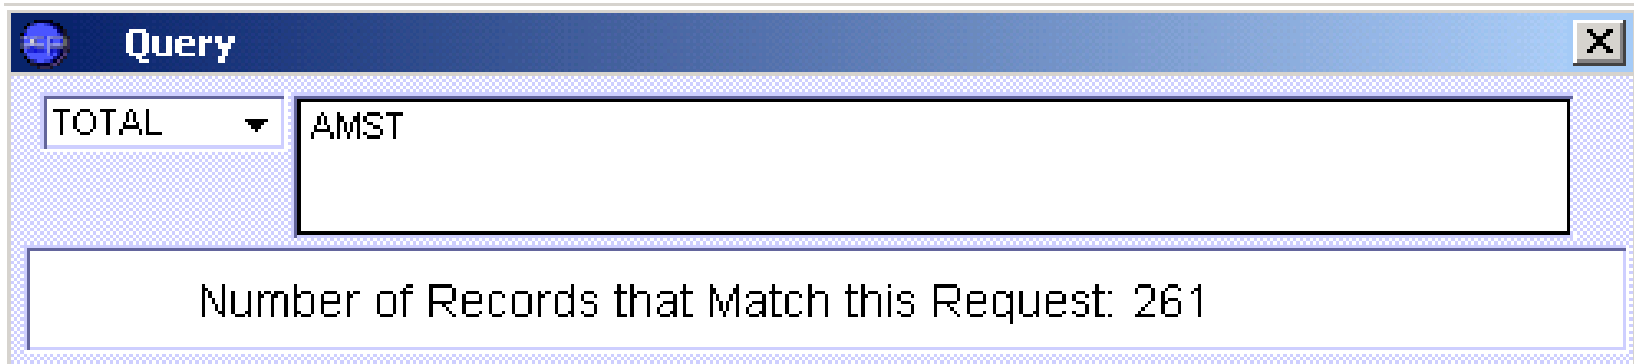 Query
TOTAL
AMST
Number of Records that Match this Request: 261